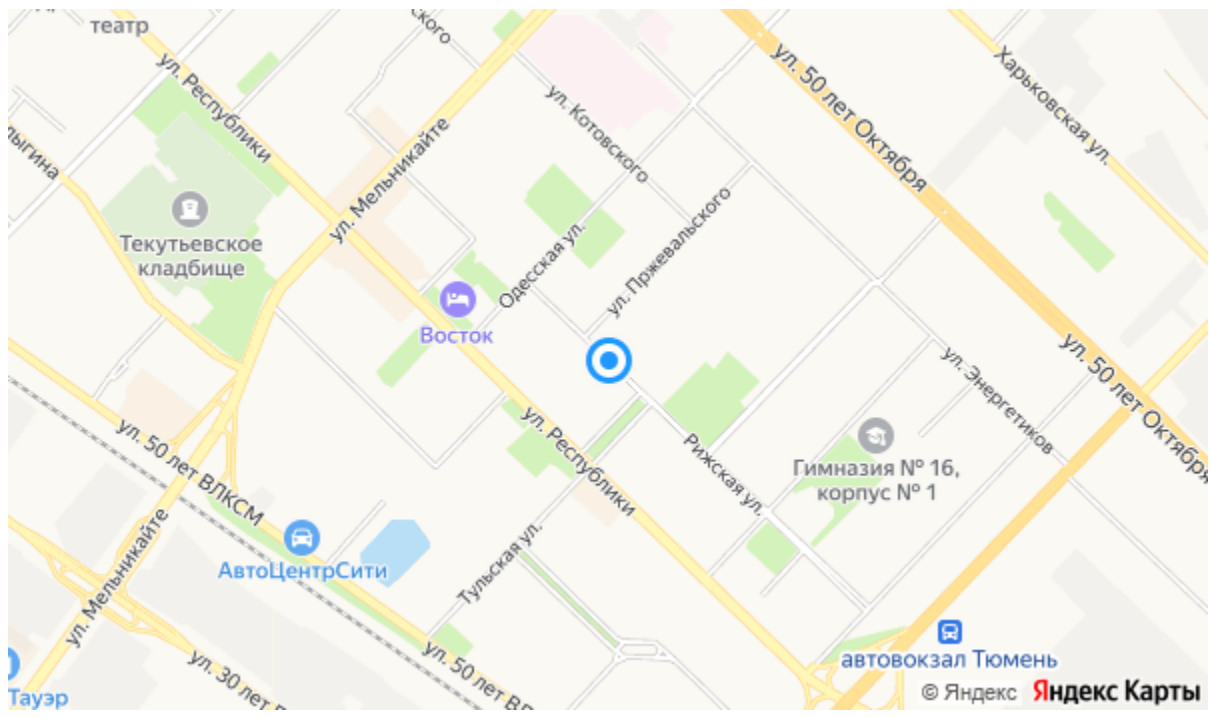 театр
ского
ул. Республики
лыгина
ул. Мельникайте
ул. Котовского
ул. 50 лет Октября
Харьковская ул.
Текутьевское
кладбище
Одесская ул.
ул. Пржевальского
Восток
ул. 50 лет Октября
ул. Энергетиков
ул. 50 лет ВЛКСМ
ул. Республики
Рижская ул.
Гимназия № 16,
корпус № 1
АвтоЦентрСити
Тульская ул.
ул. Мельникайте
ул. 30 лет
ул. 50 лет
автовокзал Тюмень
Тауэр
© Яндекс Яндекс Карты